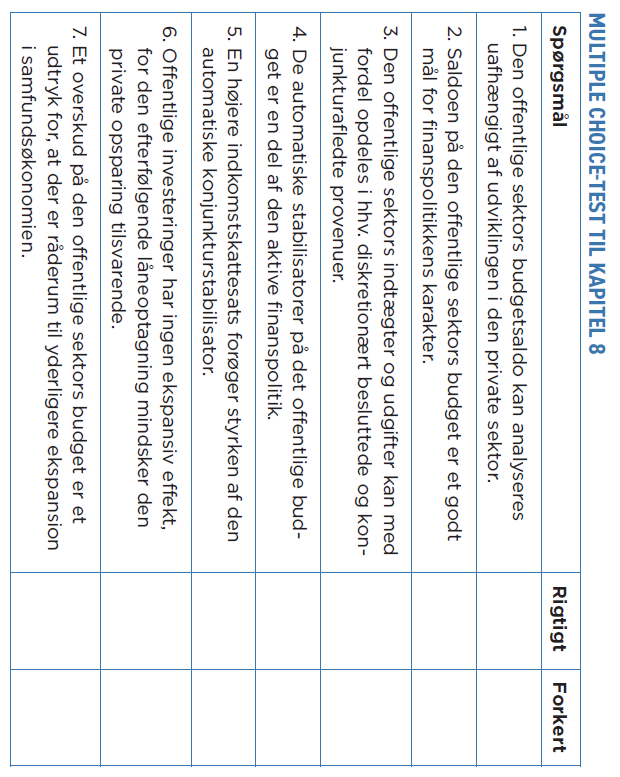 MULTIPLE CHOICE-TEST TIL KAPITEL 8
Spørgsmål Rigtigt Forkert
1. Den offentlige sektors budgetsaldo kan analyseres
uafhængigt af udviklingen i den private sektor.
2. Saldoen på den offentlige sektors budget er et godt
mål for finanspolitikkens karakter.
3. Den offentlige sektors indtægter og udgifter kan med
fordel opdeles i hhv. diskretionært besluttede og kon-
junkturafledte provenuer.
4. De automatiske stabilisatorer på det offentlige bud-
get er en del af den aktive finanspolitik.
5. En højere indkomstskattesats forøger styrken af den
automatiske konjunkturstabilisator.
6. Offentlige investeringer har ingen ekspansiv effekt,
for den efterfølgende låneoptagning mindsker den
private opsparing tilsvarende.
7. Et overskud på den offentlige sektors budget er et
udtryk for, at der er råderum til yderligere ekspansion
i samfundsøkonomien.